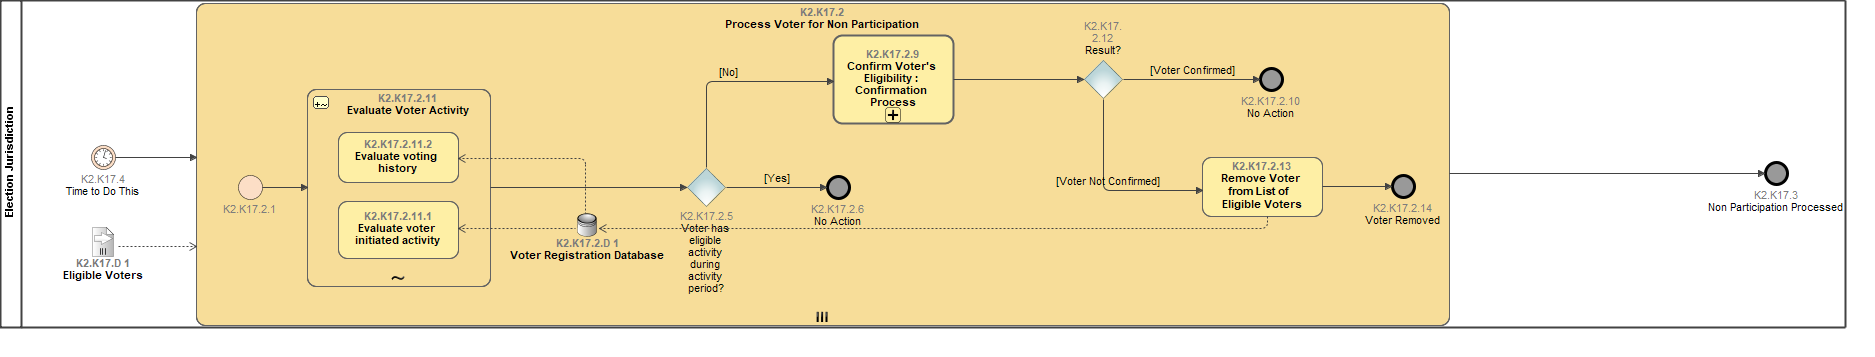 Election Jurisdiction
K2.K17.4
Time to Do This
K2.K17.D 1
Eligible Voters
K2.K17.2
Process Voter for Non Participation
K2.K17.2.1
K2.K17.2.11
Evaluate Voter Activity
K2.K17.2.11.2
Evaluate voting
history
K2.K17.2.11.1
Evaluate voter
initiated activity
K2.K17.2.D 1
Voter Registration Database
K2.K17.2.5
Voter has
eligible
activity
during
activity
period?
[No]
[Yes]
K2.K17.2.6
No Action
K2.K17.2.9
Confirm Voter's
Eligibility :
Confirmation
Process
K2.K17.
2.12
Result?
[Voter Confirmed]
K2.K17.2.10
No Action
[Voter Not Confirmed]
K2.K17.2.13
Remove Voter
from List of
Eligible Voters
K2.K17.2.14
Voter Removed
K2.K17.3
Non Participation Processed